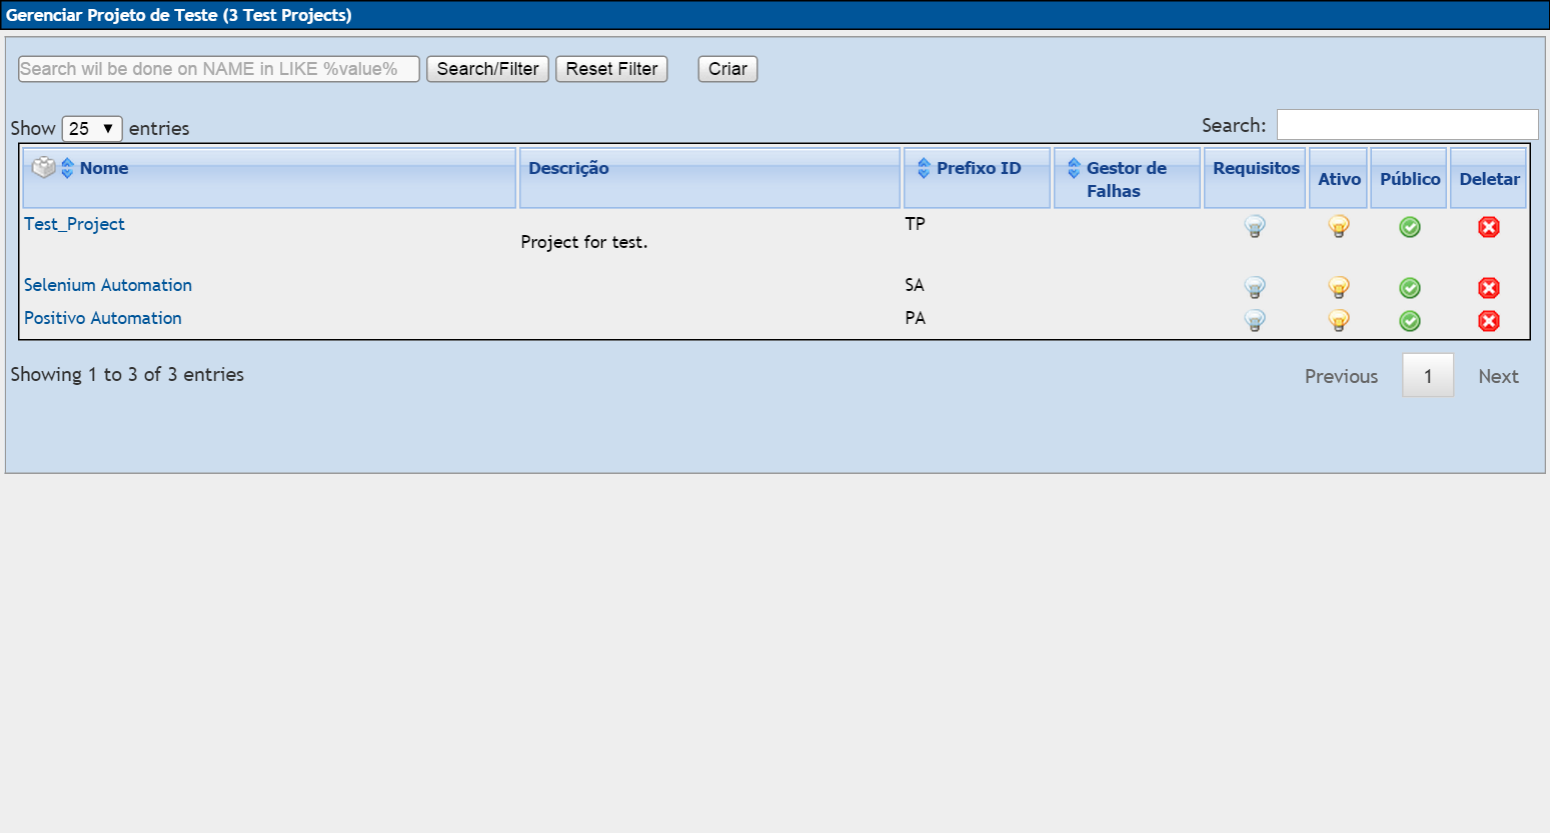 Gerenciar Projeto de Teste (3 Test Projects)
Search wil be done on NAME in LIKE %value% Search/Filter Reset Filter Criar
Show 25 entries Search:
Nome Descrição Prefixo ID Gestor de Falhas Requisitos Ativo Público Deletar
Test_Project Project for test. TP
Selenium Automation SA
Positivo Automation PA
Showing 1 to 3 of 3 entries Previous 1 Next